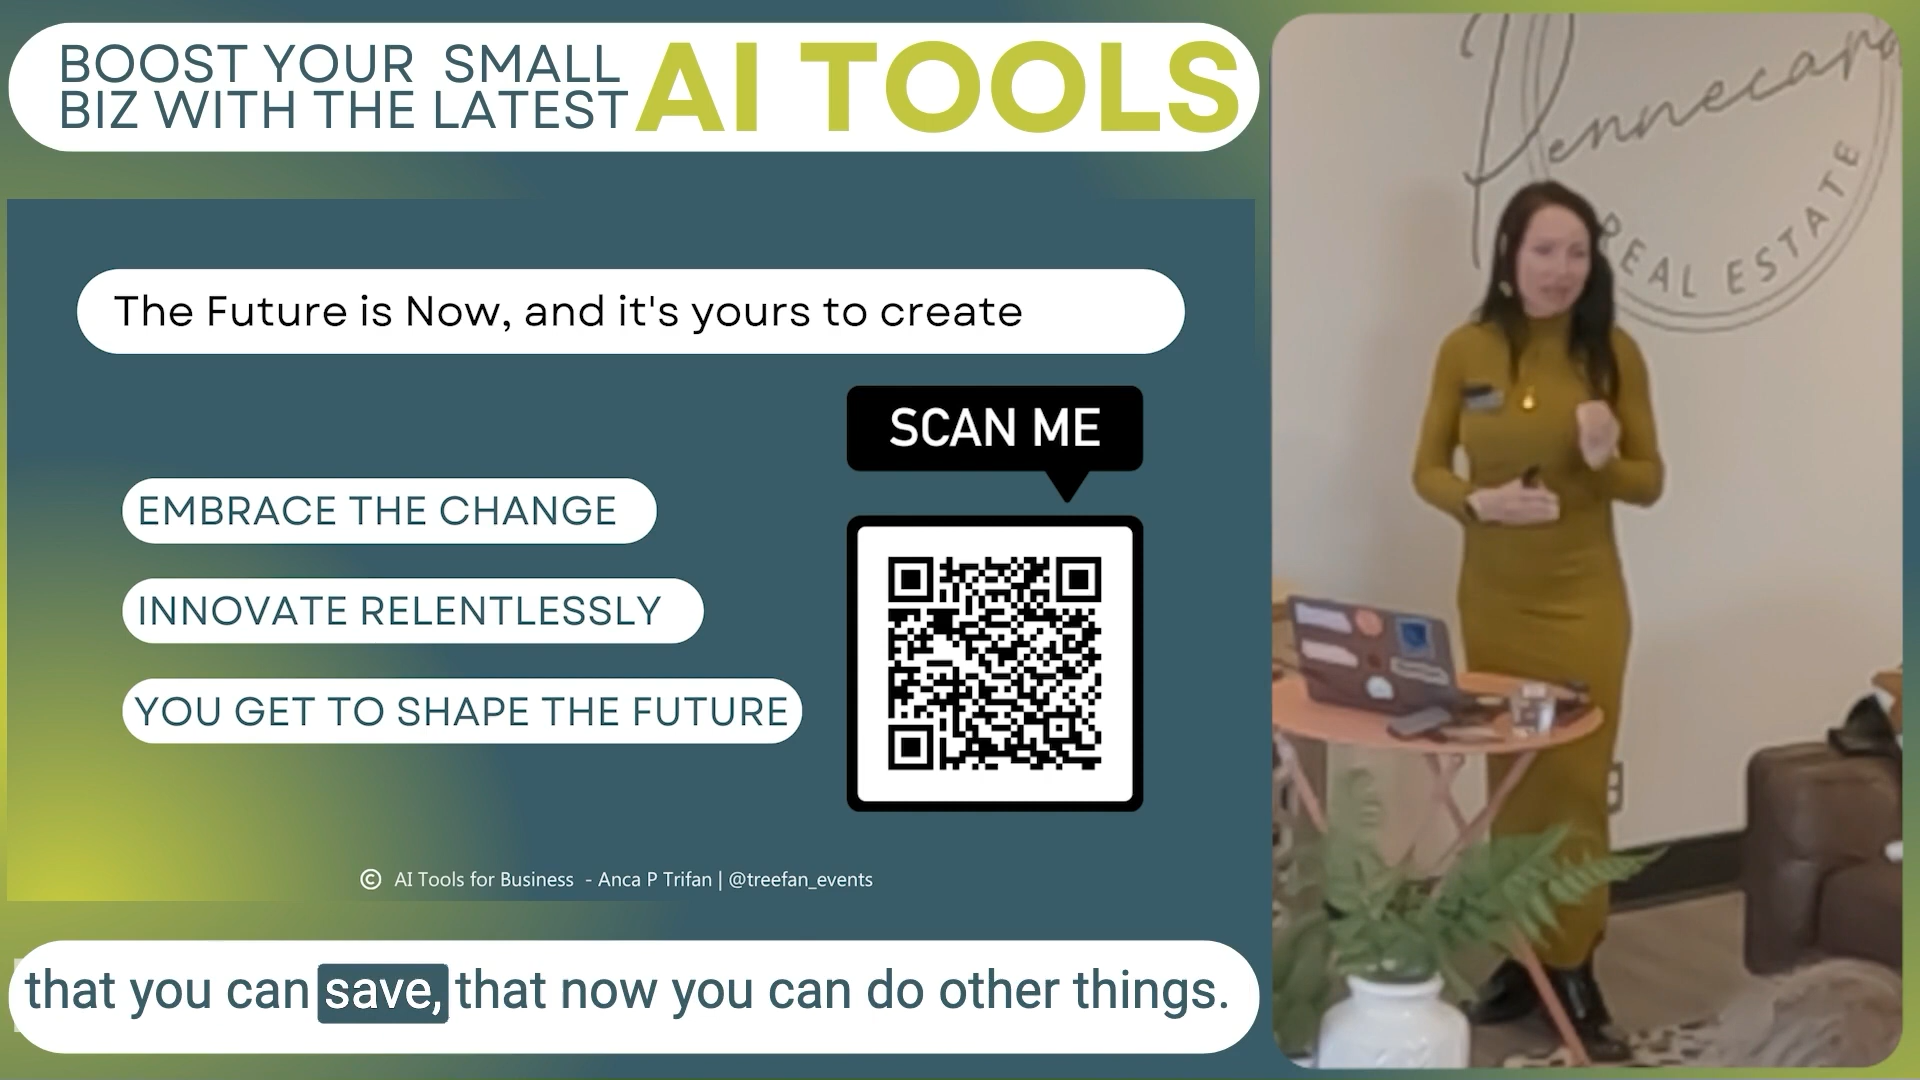 BOOST YOUR SMALL
BIZ WITH THE LATEST
AI TOOLS
The Future is Now, and it's yours to create
SCAN ME
EMBRACE THE CHANGE
INNOVATE RELENTLESSLY
YOU GET TO SHAPE THE FUTURE
© AI Tools for Business - Anca P Trifan | @treefan_events
that you can save, that now you can do other things.
Pennecard
REAL ESTATE